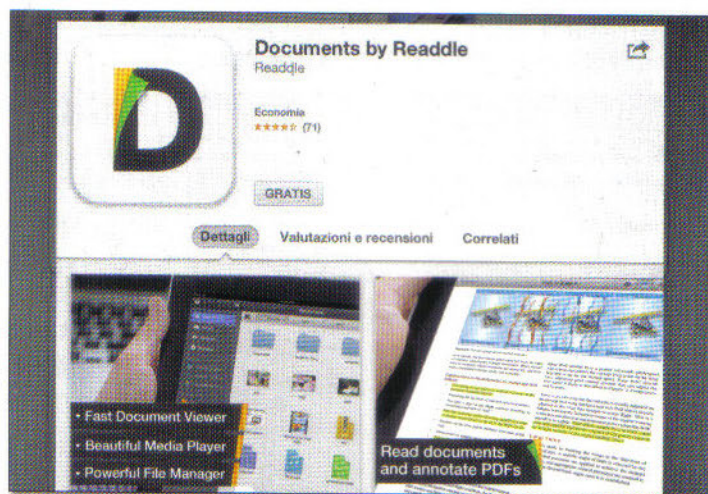 D
Documents by Readdle
Readdle
Economia
★★★★☆ (71)
GRATIS
Dettagli Valutazioni e recensioni Correlati
• Fast Document Viewer
• Beautiful Media Player
• Powerful File Manager
Read documents
and annotate PDFs